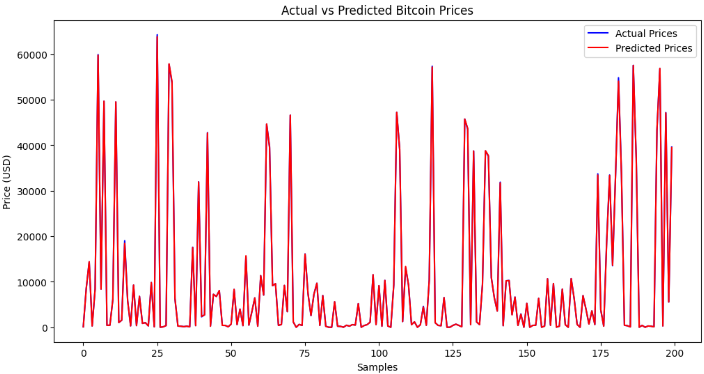 Actual vs Predicted Bitcoin Prices
Actual Prices
Predicted Prices
Price (USD)
60000
50000
40000
30000
20000
10000
0
0 25 50 75 100 125 150 175 200
Samples